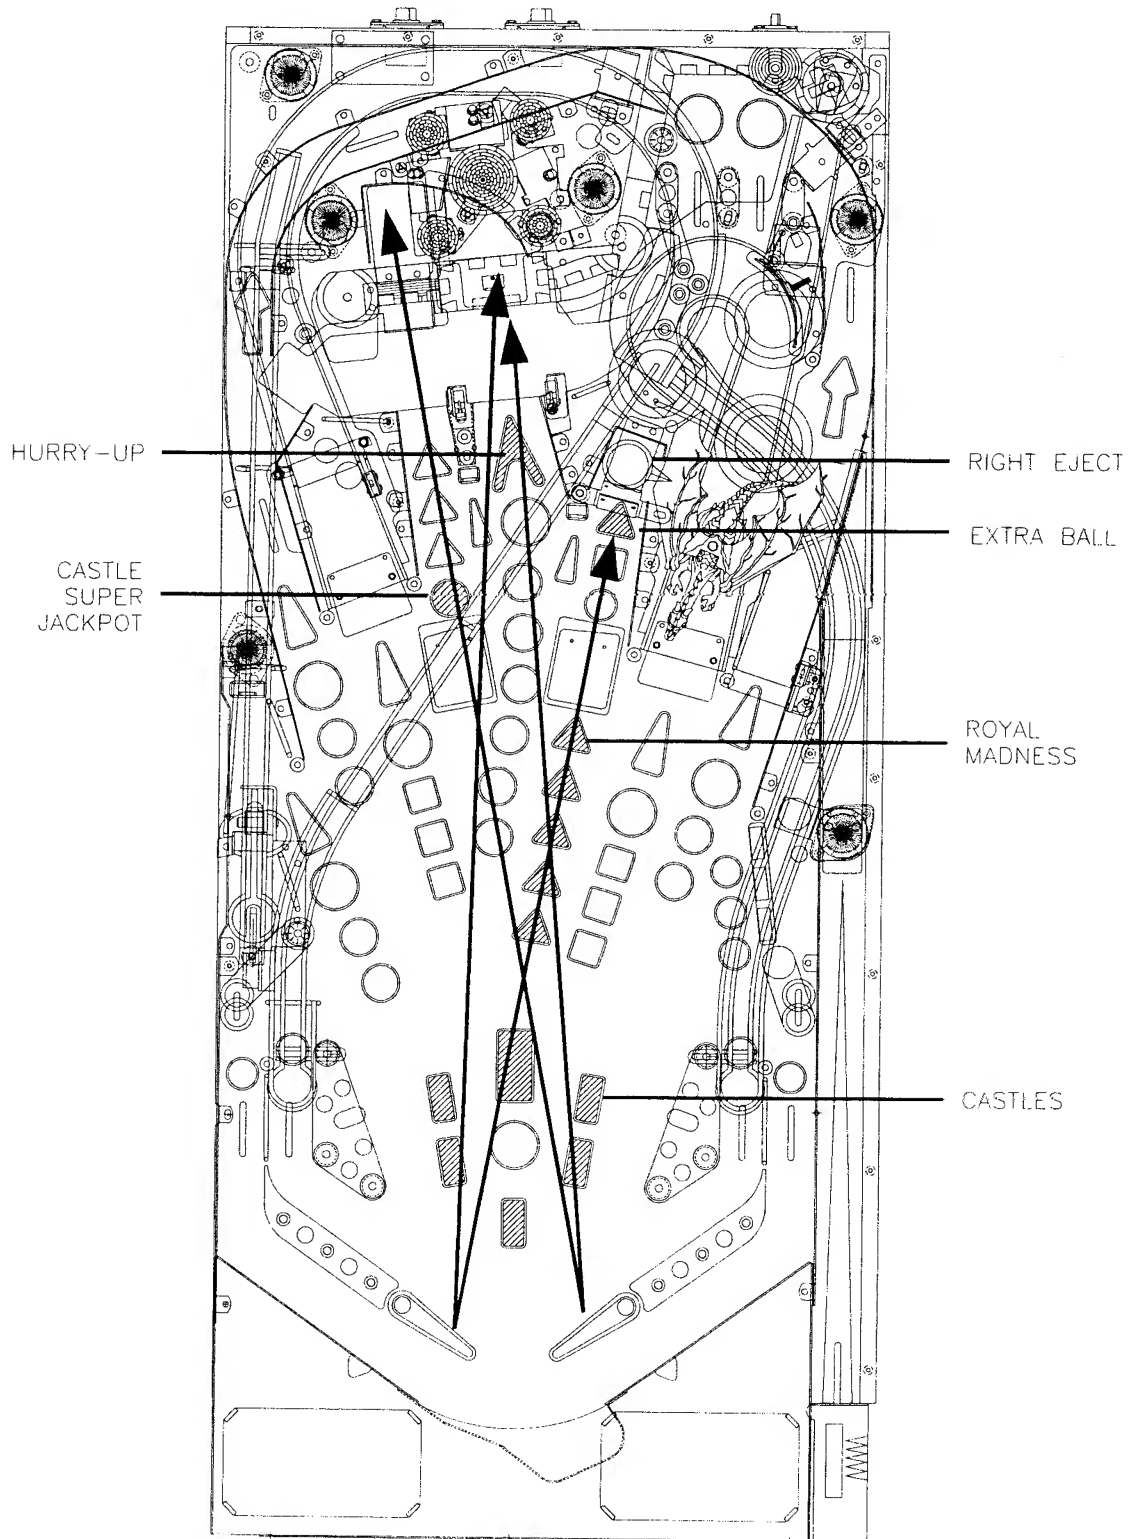 HURRY-UP
RIGHT EJECT
EXTRA BALL
CASTLE
SUPER
JACKPOT
ROYAL
MADNESS
CASTLES